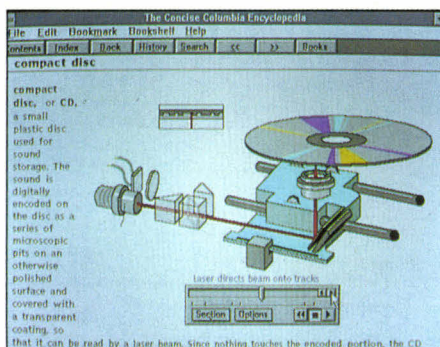 The Concise Columbia Encyclopedia
File Edit Bookmark Bookshelf Help
Contents Index Back History Search << >> Books
compact disc
compact
disc, or CD,
a small
plastic disc
used for
sound
storage. The
sound is
digitally
encoded on
the disc as a
series of
microscopic
pits on an
otherwise
polished
surface and
covered with
a transparent
coating, so
that it can be read by a laser beam. Since nothing touches the encoded portion, the CD
Laser directs beam onto tracks
Section Options